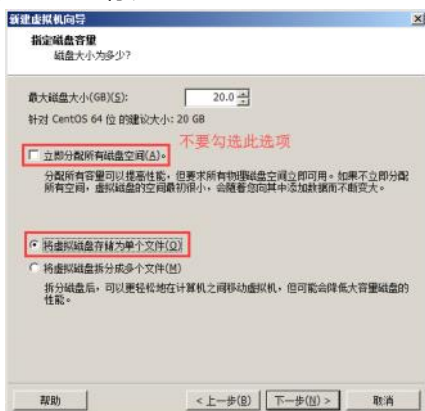 新建虚拟机向导
指定磁盘容量
磁盘大小为多少?
最大磁盘大小(GB)(S):
20.0
针对 CentOS 64 位 的建议大小: 20 GB
不要勾选此选项
立即分配所有磁盘空间(A)。
分配所有容量可以提高性能，但要求所有物理磁盘空间立即可用。如果不立即分配
所有空间，虚拟磁盘的空间最初很小，会随着您向其中添加数据而不断变大。
将虚拟磁盘存储为单个文件(O)
将虚拟磁盘拆分成多个文件(M)
拆分磁盘后，可以更轻松地在计算机之间移动虚拟机，但可能会降低大容量磁盘的
性能。
帮助
< 上一步(B)
下一步(N) >
取消